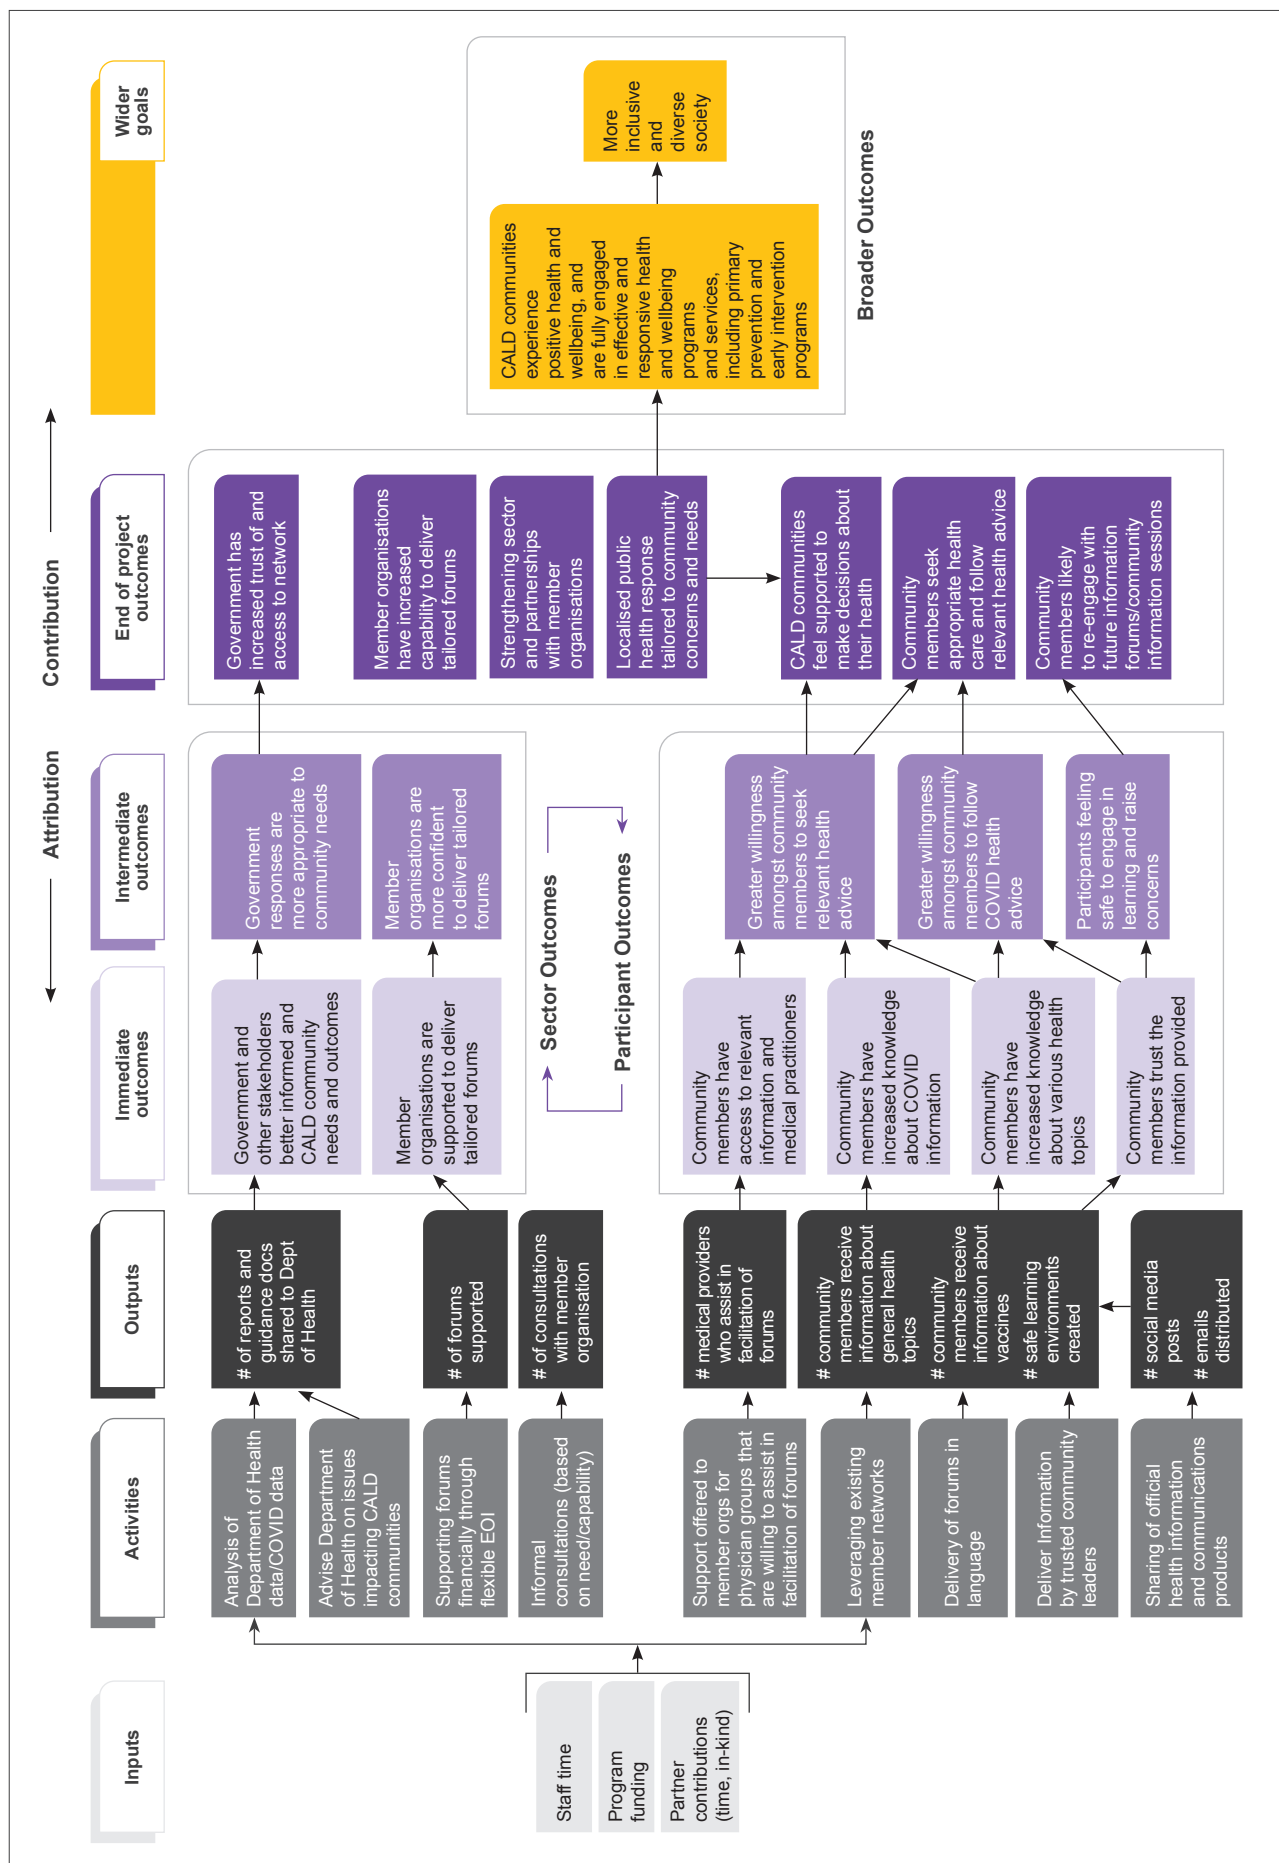 Attribution
Contribution
Inputs
Activities
Outputs
Immediate
outcomes
Intermediate
outcomes
End of project
outcomes
Wider
goals
Staff time
Program
funding
Partner
contributions
(time, in-kind)
Analysis of
Department of Health
data/COVID data
Advise Department
of Health on issues
impacting CALD
communities
Supporting forums
financially through
flexible EOI
Informal
consultations (based
on need/capability)
Support offered to
member orgs for
physician groups that
are willing to assist in
facilitation of forums
Leveraging existing
member networks
Delivery of forums in
language
Deliver Information
by trusted community
leaders
Sharing of official
health information
and communications
products
# of reports and
guidance docs
shared to Dept
of Health
# of forums
supported
# of consultations
with member
organisation
# medical providers
who assist in
facilitation of
forums
# community
members receive
information about
general health
topics
# community
members receive
information about
vaccines
# safe learning
environments
created
# social media
posts
# emails
distributed
Government and
other stakeholders
better informed and
CALD community
needs and outcomes
Member
organisations are
supported to deliver
tailored forums
Sector Outcomes
Participant Outcomes
Community
members have
access to relevant
information and
medical practitioners
Community
members have
increased knowledge
about COVID
information
Community
members have
increased knowledge
about various health
topics
Community
members trust the
information provided
Government
responses are
more appropriate to
community needs
Member
organisations are
more confident
to deliver tailored
forums
Greater willingness
amongst community
members to seek
relevant health
advice
Greater willingness
amongst community
members to follow
COVID health
advice
Participants feeling
safe to engage in
learning and raise
concerns
Government has
increased trust of and
access to network
Member organisations
have increased
capability to deliver
tailored forums
Strengthening sector
and partnerships
with member
organisations
Localised public
health response
tailored to community
concerns and needs
CALD communities
feel supported to
make decisions about
their health
Community
members seek
appropriate health
care and follow
relevant health advice
Community
members likely
to re-engage with
future information
forums/community
information sessions
CALD communities
experience
positive health and
wellbeing, and
are fully engaged
in effective and
responsive health
and wellbeing
programs
and services,
including primary
prevention and
early intervention
programs
More
inclusive
and
diverse
society
Broader Outcomes